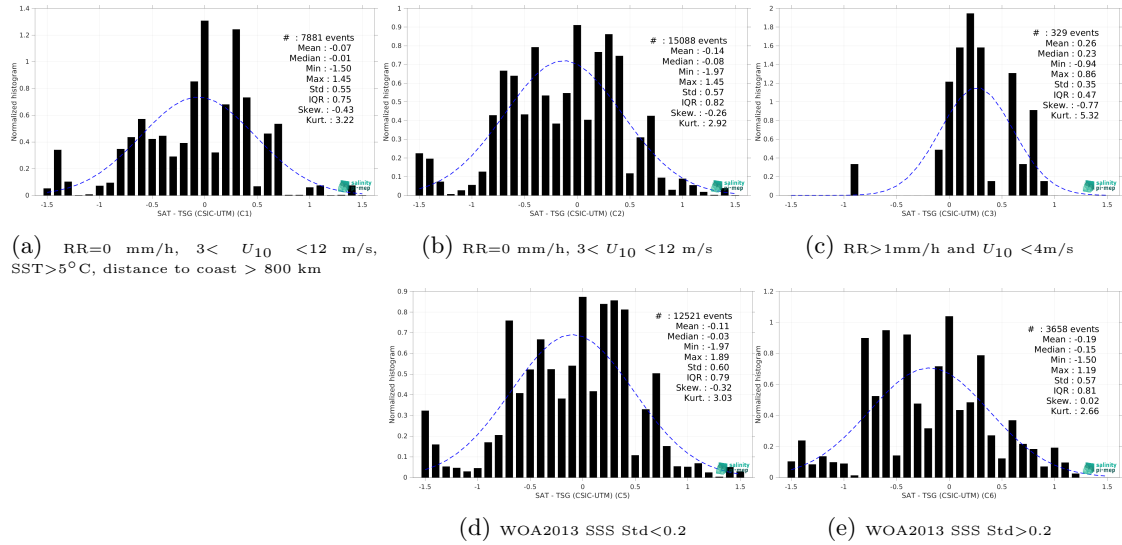 1.4
1.2
1
0.8
0.6
0.4
0.2
0
-1.5
-1
-0.5
0
0.5
1
1.5
Normalized histogram
SAT - TSG (CSIC-UTM) (C1)
# : 7881 events
Mean : -0.07
Median : -0.01
Min : -1.50
Max : 1.45
Std : 0.55
IQR : 0.75
Skew. : -0.43
Kurt. : 3.22
salinity
pi-mep
(a) RR=0 mm/h, 3< U10 <12 m/s,
SST>5°C, distance to coast > 800 km
1
0.9
0.8
0.7
0.6
0.5
0.4
0.3
0.2
0.1
0
-1.5
-1
-0.5
0
0.5
1
1.5
Normalized histogram
SAT - TSG (CSIC-UTM) (C2)
# : 15088 events
Mean : -0.14
Median : -0.08
Min : -1.97
Max : 1.45
Std : 0.57
IQR : 0.82
Skew. : -0.26
Kurt. : 2.92
salinity
pi-mep
(b) RR=0 mm/h, 3< U10 <12 m/s
2
1.8
1.6
1.4
1.2
1
0.8
0.6
0.4
0.2
0
-1.5
-1
-0.5
0
0.5
1
1.5
Normalized histogram
SAT - TSG (CSIC-UTM) (C3)
# : 329 events
Mean : 0.26
Median : 0.23
Min : -0.94
Max : 0.86
Std : 0.35
IQR : 0.47
Skew. : -0.77
Kurt. : 5.32
salinity
pi-mep
(c) RR>1mm/h and U10 <4m/s
0.9
0.8
0.7
0.6
0.5
0.4
0.3
0.2
0.1
0
-1.5
-1
-0.5
0
0.5
1
1.5
Normalized histogram
SAT - TSG (CSIC-UTM) (C5)
# : 12521 events
Mean : -0.11
Median : -0.03
Min : -1.97
Max : 1.89
Std : 0.60
IQR : 0.79
Skew. : -0.32
Kurt. : 3.03
salinity
pi-mep
(d) WOA2013 SSS Std<0.2
1.2
1
0.8
0.6
0.4
0.2
0
-1.5
-1
-0.5
0
0.5
1
1.5
Normalized histogram
SAT - TSG (CSIC-UTM) (C6)
# : 3658 events
Mean : -0.19
Median : -0.15
Min : -1.50
Max : 1.19
Std : 0.57
IQR : 0.81
Skew. : 0.02
Kurt. : 2.66
salinity
pi-mep
(e) WOA2013 SSS Std>0.2